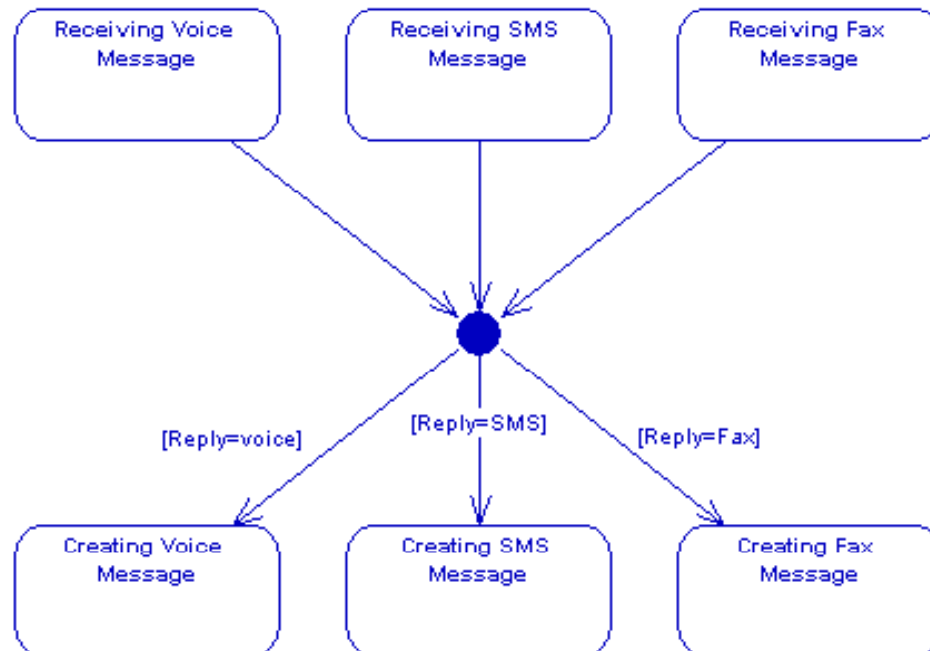 Receiving Voice
Message
Receiving SMS
Message
Receiving Fax
Message
[Reply=voice]
[Reply=SMS]
[Reply=Fax]
Creating Voice
Message
Creating SMS
Message
Creating Fax
Message